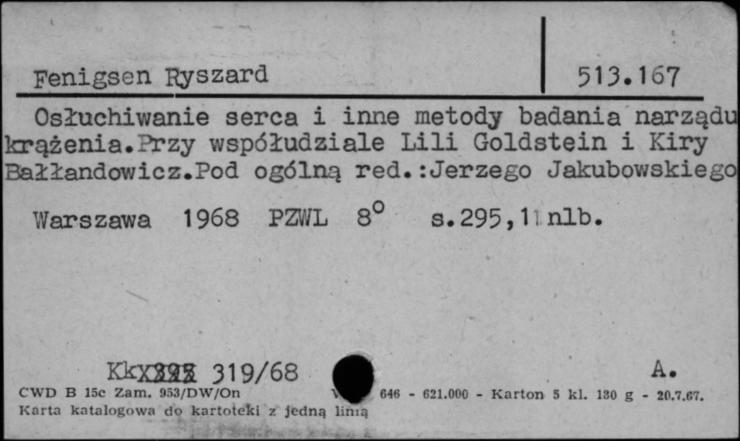 Fenigsen Ryszard 513.167
Osłuchiwanie serca i inne metody badania narządu
krążenia.Przy współudziale Lili Goldstein i Kiry
Bałłandowicz.Pod ogólną red.:Jerzego Jakubowskiego
Warszawa 1968 PZWL 8° s.295,1 nlb.
Kk 319/68 A.
CWD B 15c Zam. 953/DW/On 646 - 621.000 - Karton 5 kl. 130 g - 20.7.67.
Karta katalogowa do kartoteki z jedną linią